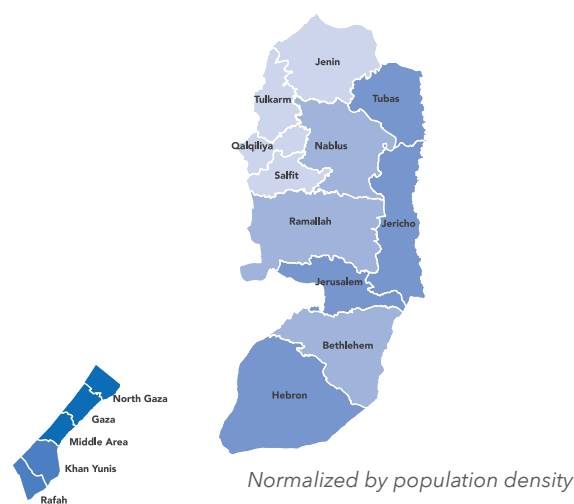 Jenin
Tubas
Tulkarm
Qalqiliya
Nablus
Salfit
Ramallah
Jericho
Jerusalem
Bethlehem
Hebron
North Gaza
Gaza
Middle Area
Khan Yunis
Rafah
Normalized by population density